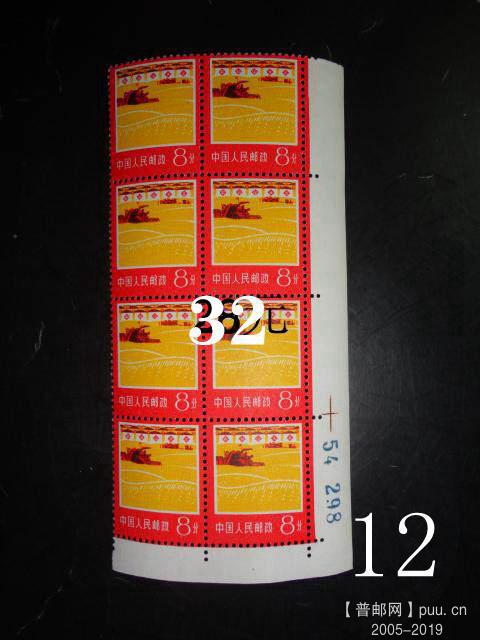 中国人民邮政 8分
中国人民邮政 8分
中国人民邮政 8分
中国人民邮政 8分
32
元
中国人民邮政 8分
中国人民邮政 8分
中国人民邮政 8分
中国人民邮政 8分
54 298
12
【普邮网】puu.cn
2005-2019